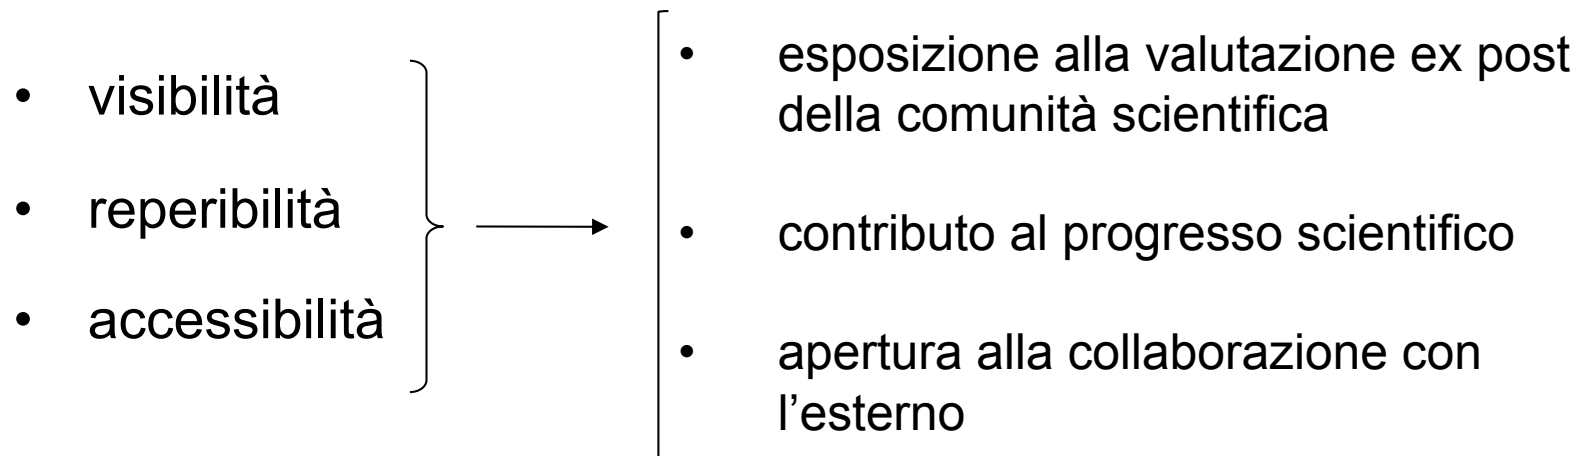 • visibilità
• reperibilità
• accessibilità
• esposizione alla valutazione ex post
della comunità scientifica
• contributo al progresso scientifico
• apertura alla collaborazione con
l’esterno